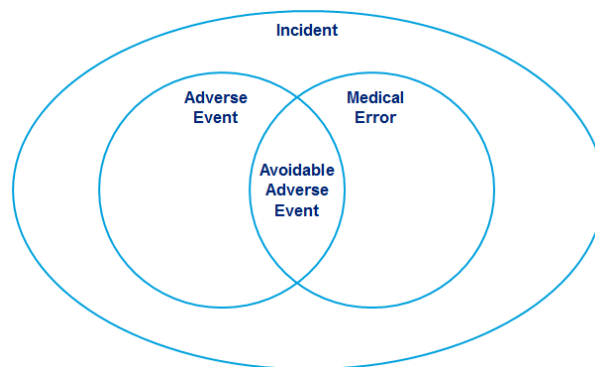 Incident
Adverse
Event
Medical
Error
Avoidable
Adverse
Event